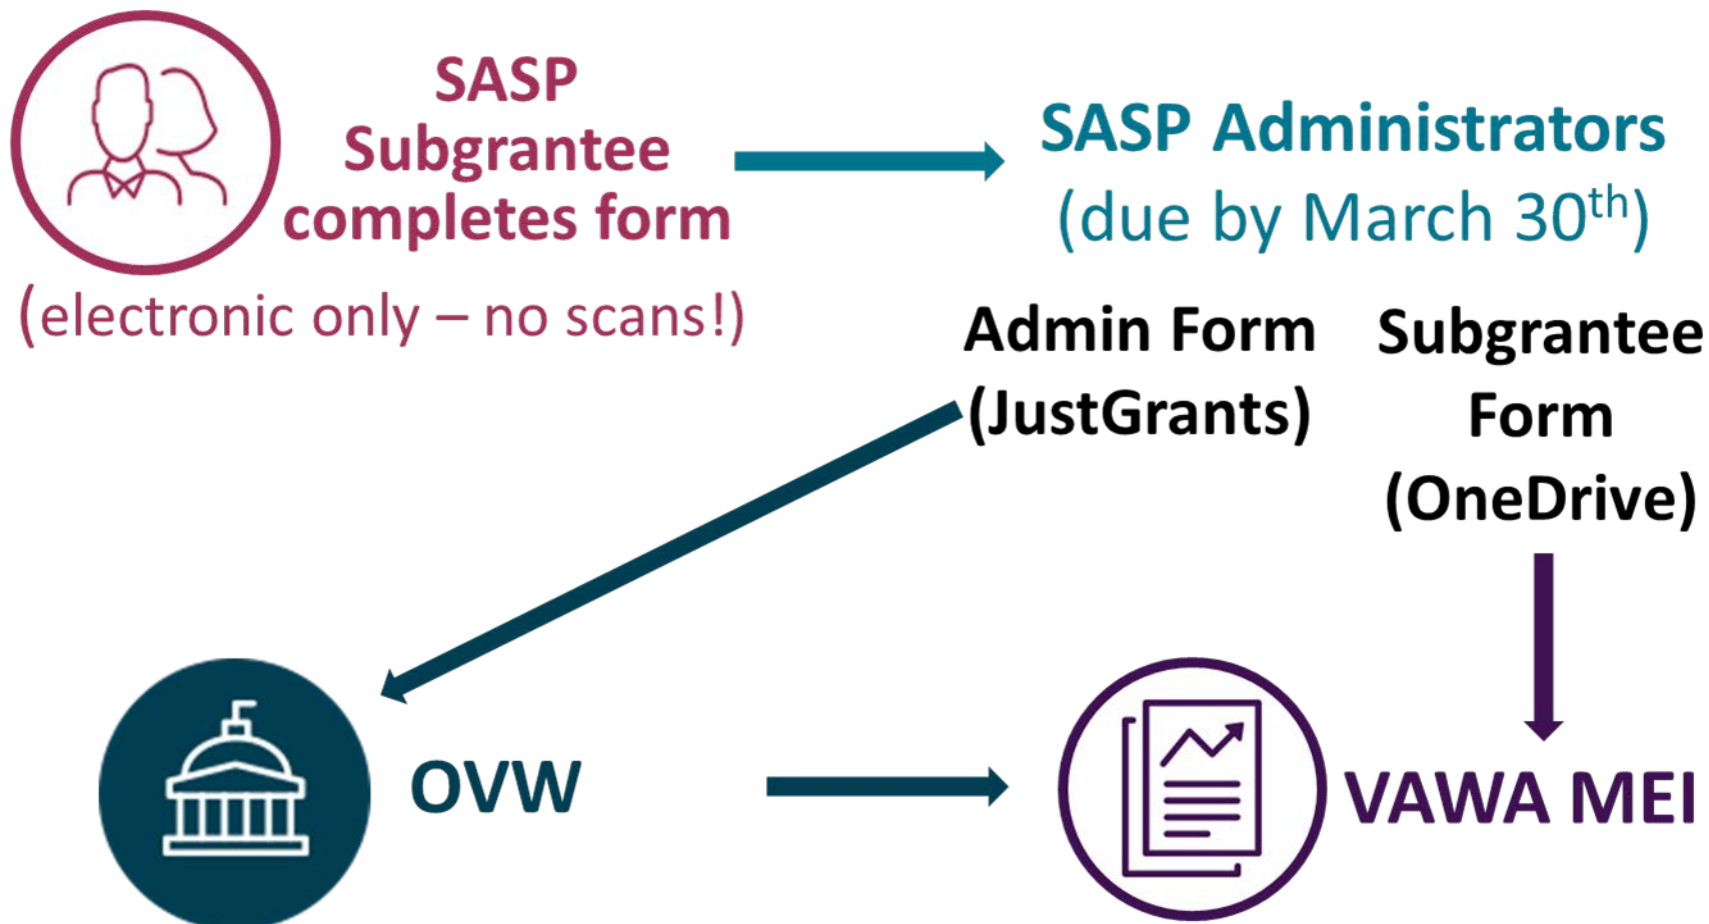 SASP
Subgrantee
completes form
(electronic only – no scans!)
SASP Administrators
(due by March 30th)
Admin Form
(JustGrants)
Subgrantee
Form
(OneDrive)
OVW
VAWA MEI